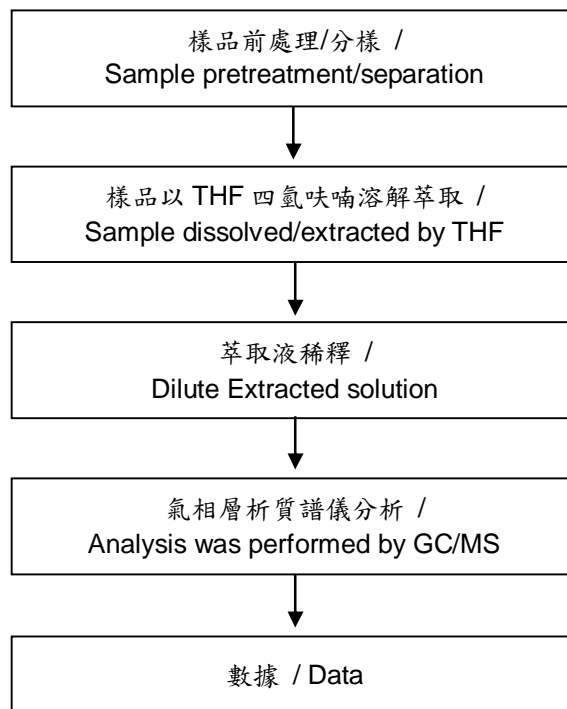 樣品前處理/分樣 /
Sample pretreatment/separation
樣品以 THF 四氫呋喃溶解萃取 /
Sample dissolved/extracted by THF
萃取液稀釋 /
Dilute Extracted solution
氣相層析質譜儀分析 /
Analysis was performed by GC/MS
數據 / Data